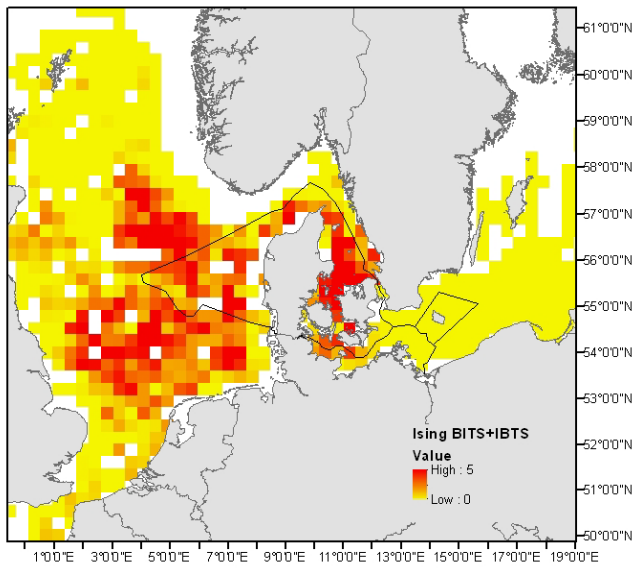 61°0'0"N
60°0'0"N
59°0'0"N
58°0'0"N
57°0'0"N
56°0'0"N
55°0'0"N
54°0'0"N
53°0'0"N
52°0'0"N
51°0'0"N
50°0'0"N
Ising BITS+IBTS
Value
High : 5
Low : 0
1°0'0"E 3°0'0"E 5°0'0"E 7°0'0"E 9°0'0"E 11°0'0"E 13°0'0"E 15°0'0"E 17°0'0"E 19°0'0"E